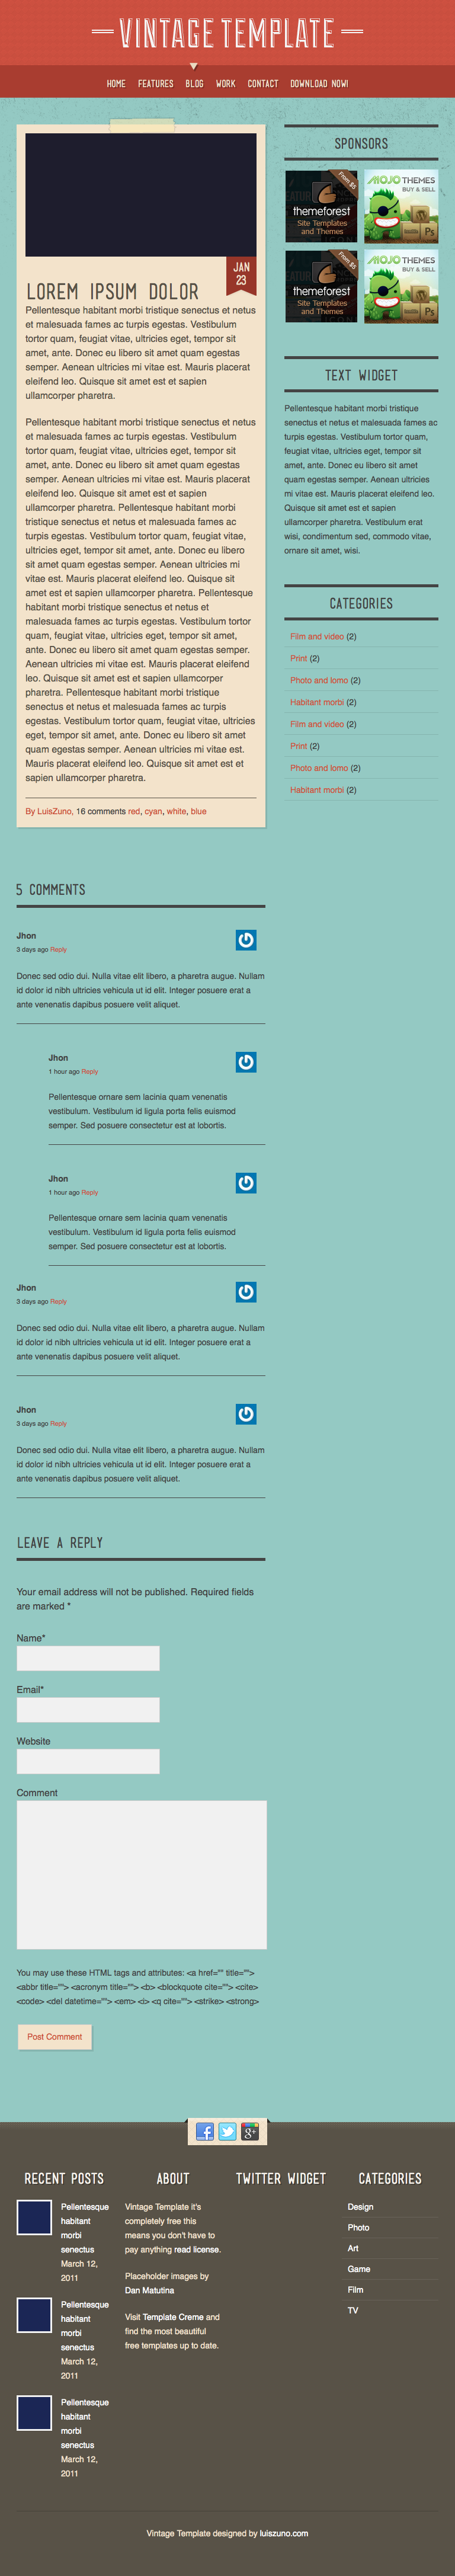 VINTAGE TEMPLATE
HOME FEATURES BLOG WORK CONTACT DOWNLOAD NOW!
JAN
23
LOREM IPSUM DOLOR
Pellentesque habitant morbi tristique senectus et netus
et malesuada fames ac turpis egestas. Vestibulum
tortor quam, feugiat vitae, ultricies eget, tempor sit
amet, ante. Donec eu libero sit amet quam egestas
semper. Aenean ultricies mi vitae est. Mauris placerat
eleifend leo. Quisque sit amet est et sapien
ullamcorper pharetra.
Pellentesque habitant morbi tristique senectus et netus
et malesuada fames ac turpis egestas. Vestibulum
tortor quam, feugiat vitae, ultricies eget, tempor sit
amet, ante. Donec eu libero sit amet quam egestas
semper. Aenean ultricies mi vitae est. Mauris placerat
eleifend leo. Quisque sit amet est et sapien
ullamcorper pharetra. Pellentesque habitant morbi
tristique senectus et netus et malesuada fames ac
turpis egestas. Vestibulum tortor quam, feugiat vitae,
ultricies eget, tempor sit amet, ante. Donec eu libero
sit amet quam egestas semper. Aenean ultricies mi
vitae est. Mauris placerat eleifend leo. Quisque sit
amet est et sapien ullamcorper pharetra. Pellentesque
habitant morbi tristique senectus et netus et
malesuada fames ac turpis egestas. Vestibulum tortor
quam, feugiat vitae, ultricies eget, tempor sit amet,
ante. Donec eu libero sit amet quam egestas semper.
Aenean ultricies mi vitae est. Mauris placerat eleifend
leo. Quisque sit amet est et sapien ullamcorper
pharetra. Pellentesque habitant morbi tristique
senectus et netus et malesuada fames ac turpis
egestas. Vestibulum tortor quam, feugiat vitae, ultricies
eget, tempor sit amet, ante. Donec eu libero sit amet
quam egestas semper. Aenean ultricies mi vitae est.
Mauris placerat eleifend leo. Quisque sit amet est et
sapien ullamcorper pharetra.
By LuisZuno, 16 comments red, cyan, white, blue
SPONSORS
From $5
themeforest
Site Templates
and Themes
MOJO THEMES
BUY & SELL
Ps
From $5
themeforest
Site Templates
and Themes
MOJO THEMES
BUY & SELL
Ps
TEXT WIDGET
Pellentesque habitant morbi tristique
senectus et netus et malesuada fames ac
turpis egestas. Vestibulum tortor quam,
feugiat vitae, ultricies eget, tempor sit
amet, ante. Donec eu libero sit amet
quam egestas semper. Aenean ultricies
mi vitae est. Mauris placerat eleifend leo.
Quisque sit amet est et sapien
ullamcorper pharetra. Vestibulum erat
wisi, condimentum sed, commodo vitae,
ornare sit amet, wisi.
CATEGORIES
Film and video (2)
Print (2)
Photo and lomo (2)
Habitant morbi (2)
Film and video (2)
Print (2)
Photo and lomo (2)
Habitant morbi (2)
5 COMMENTS
Jhon
3 days ago Reply
Donec sed odio dui. Nulla vitae elit libero, a pharetra augue. Nullam
id dolor id nibh ultricies vehicula ut id elit. Integer posuere erat a
ante venenatis dapibus posuere velit aliquet.
Jhon
1 hour ago Reply
Pellentesque ornare sem lacinia quam venenatis
vestibulum. Vestibulum id ligula porta felis euismod
semper. Sed posuere consectetur est at lobortis.
Jhon
1 hour ago Reply
Pellentesque ornare sem lacinia quam venenatis
vestibulum. Vestibulum id ligula porta felis euismod
semper. Sed posuere consectetur est at lobortis.
Jhon
3 days ago Reply
Donec sed odio dui. Nulla vitae elit libero, a pharetra augue. Nullam
id dolor id nibh ultricies vehicula ut id elit. Integer posuere erat a
ante venenatis dapibus posuere velit aliquet.
Jhon
3 days ago Reply
Donec sed odio dui. Nulla vitae elit libero, a pharetra augue. Nullam
id dolor id nibh ultricies vehicula ut id elit. Integer posuere erat a
ante venenatis dapibus posuere velit aliquet.
LEAVE A REPLY
Your email address will not be published. Required fields
are marked *
Name*
Email*
Website
Comment
You may use these HTML tags and attributes: <a href="" title="">
<abbr title=""> <acronym title=""> <b> <blockquote cite=""> <cite>
<code> <del datetime=""> <em> <i> <q cite=""> <strike> <strong>
Post Comment
RECENT POSTS
Pellentesque
habitant
morbi
senectus
March 12,
2011
Pellentesque
habitant
morbi
senectus
March 12,
2011
Pellentesque
habitant
morbi
senectus
March 12,
2011
ABOUT
Vintage Template it's
completely free this
means you don't have to
pay anything read license.
Placeholder images by
Dan Matutina
Visit Template Creme and
find the most beautiful
free templates up to date.
TWITTER WIDGET
CATEGORIES
Design
Photo
Art
Game
Film
TV
Vintage Template designed by luiszuno.com